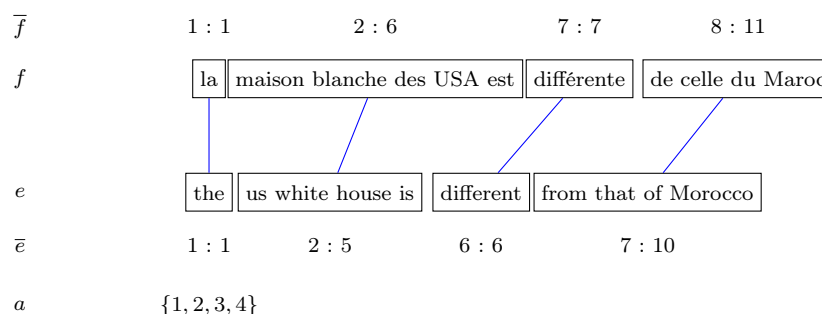 f̅ 1 : 1 2 : 6 7 : 7 8 : 11
f la maison blanche des USA est différente de celle du Maroc
e the us white house is different from that of Morocco
e̅ 1 : 1 2 : 5 6 : 6 7 : 10
a {1, 2, 3, 4}